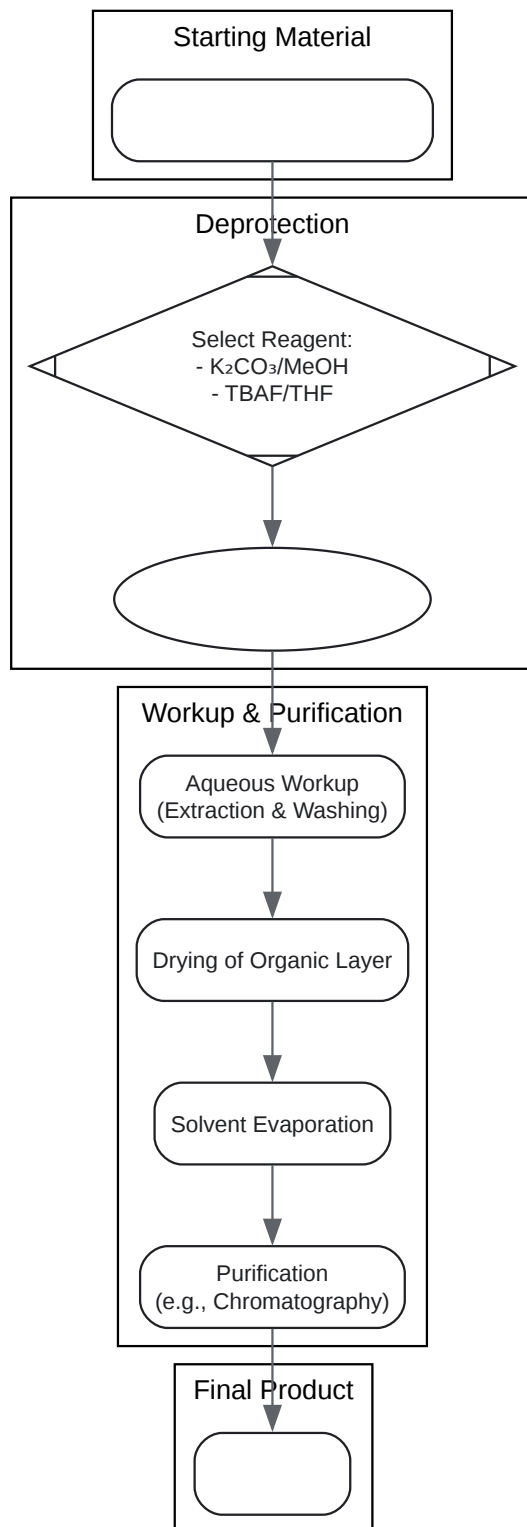 Starting Material
Deprotection
Select Reagent:
- K₂CO₃/MeOH
- TBAF/THF
Workup & Purification
Aqueous Workup
(Extraction & Washing)
Drying of Organic Layer
Solvent Evaporation
Purification
(e.g., Chromatography)
Final Product